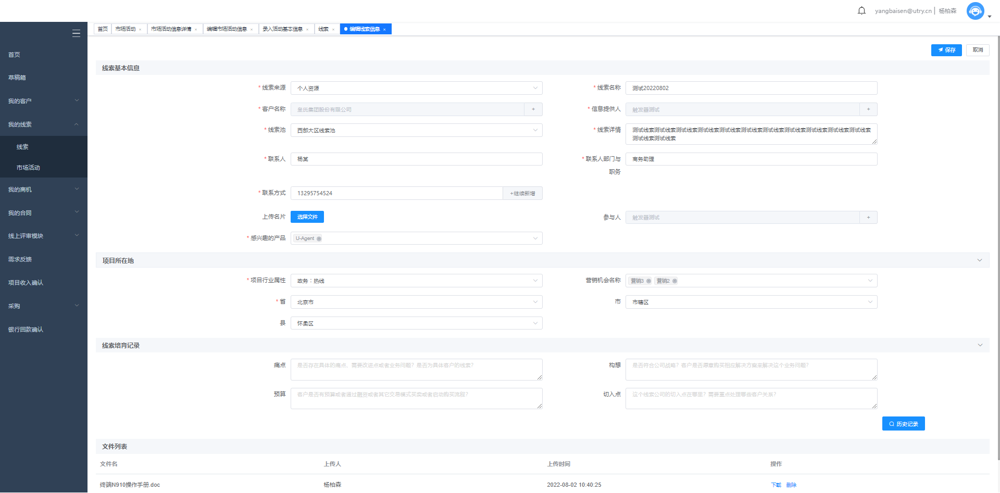 yangbaisen@utry.cn | 杨柏森
首页 市场活动 × 市场活动信息详情 × 编辑市场活动信息 × 录入活动基本信息 × 线索 × 编辑线索信息 ×
首页
草稿箱
我的客户
我的线索
线索
市场活动
我的商机
我的合同
线上评审模块
需求反馈
项目收入确认
采购
银行回款确认
保存 取消
线索基本信息
* 线索来源 个人资源 * 线索名称 测试20220802
* 客户名称 皇氏集团股份有限公司 + * 信息提供人 触发器测试 +
* 线索池 西部大区线索池 * 线索详情 测试线索测试线索测试线索测试线索测试线索测试线索测试线索测试线索测试线索测试线索测试线索
测试线索测试线索
* 联系人 杨某 * 联系人部门与 商务助理
职务
* 联系方式 13295754524 +继续新增
上传名片 选择文件 参与人 触发器测试 +
* 感兴趣的产品 U-Agent
项目所在地
* 项目行业属性 政务：热线 营销机会名称 营销3 营销2
* 省 北京市 市 市辖区
县 怀柔区
线索培育记录
痛点 是否存在具体的痛点、需要改进点或者业务问题？是否为具体客户的线索？ 构想 是否符合公司战略？客户是否愿意购买相应解决方案来解决这个业务问题？
预算 客户是否有预算或者通过融资或者其它交易模式买卖或者启动购买流程？ 切入点 这个线索公司的切入点在哪里？需要重点处理哪些客户关系？
历史记录
文件列表
文件名 上传人 上传时间 操作
终端N910操作手册.doc 杨柏森 2022-08-02 10:40:25 下载 删除